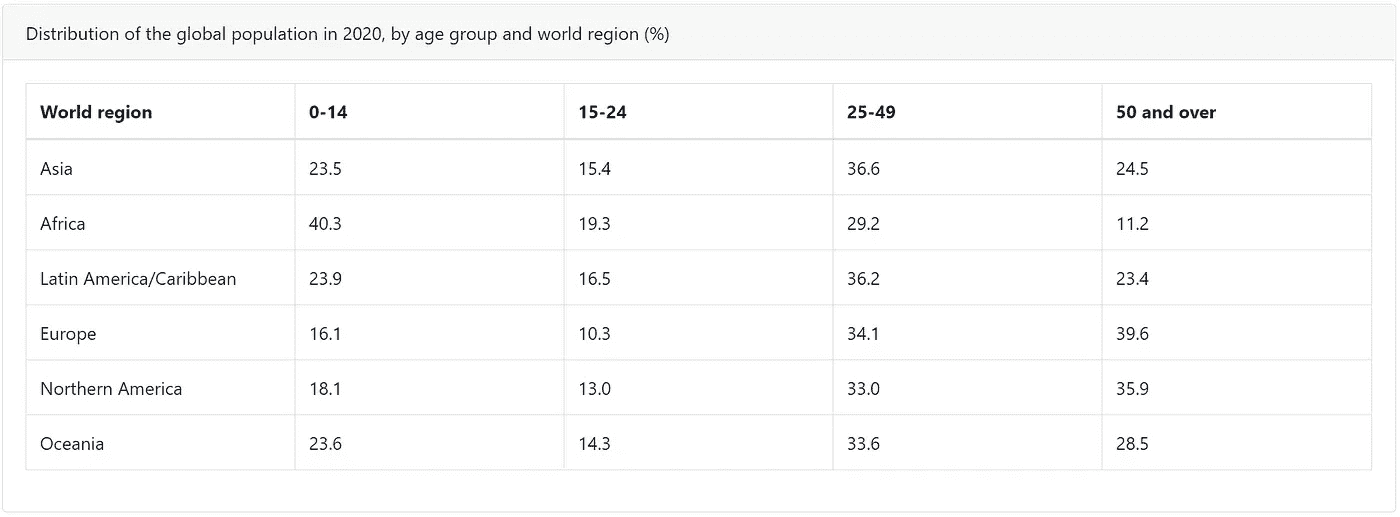 Distribution of the global population in 2020, by age group and world region (%)
World region 0-14 15-24 25-49 50 and over
Asia 23.5 15.4 36.6 24.5
Africa 40.3 19.3 29.2 11.2
Latin America/Caribbean 23.9 16.5 36.2 23.4
Europe 16.1 10.3 34.1 39.6
Northern America 18.1 13.0 33.0 35.9
Oceania 23.6 14.3 33.6 28.5